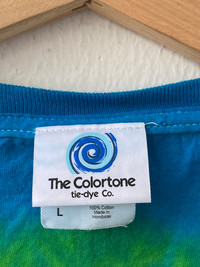 The Colortone
tie-dye Co.
L
100% Cotton
Made in
Honduras